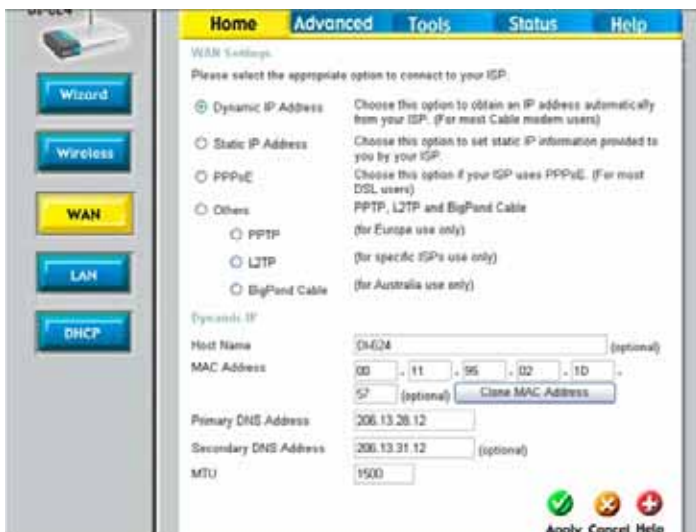 DI-624
Home Advanced Tools Status Help
WAN Settings
Please select the appropriate option to connect to your ISP.
Wizard
Wireless
WAN
LAN
DHCP
Dynamic IP Address Choose this option to obtain an IP address automatically from your ISP. (For most Cable modem users)
Static IP Address Choose this option to set static IP information provided to you by your ISP.
PPPoE Choose this option if your ISP uses PPPoE. (For most DSL users)
Others PPTP, L2TP and BigPond Cable
PPTP (for Europe use only)
L2TP (for specific ISPs use only)
BigPond Cable (for Australia use only)
Dynamic IP
Host Name DI-624 (optional)
MAC Address 00 - 11 - 95 - 02 - 1D -
57 (optional) Clone MAC Address
Primary DNS Address 206.13.28.12
Secondary DNS Address 206.13.31.12 (optional)
MTU 1500
Apply Cancel Help